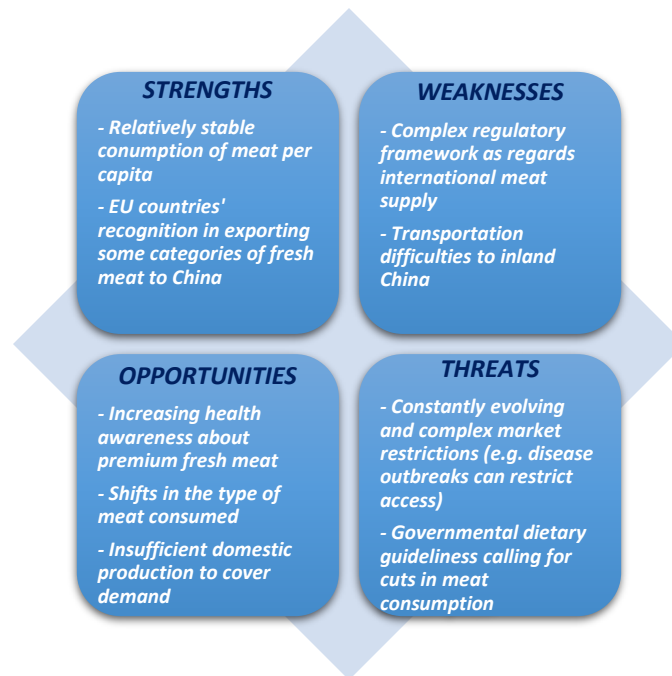 STRENGTHS
- Relatively stable
conumption of meat per
capita
- EU countries'
recognition in exporting
some categories of fresh
meat to China
WEAKNESSES
- Complex regulatory
framework as regards
international meat
supply
- Transportation
difficulties to inland
China
OPPORTUNITIES
- Increasing health
awareness about
premium fresh meat
- Shifts in the type of
meat consumed
- Insufficient domestic
production to cover
demand
THREATS
- Constantly evolving
and complex market
restrictions (e.g. disease
outbreaks can restrict
access)
- Governmental dietary
guideliness calling for
cuts in meat
consumption